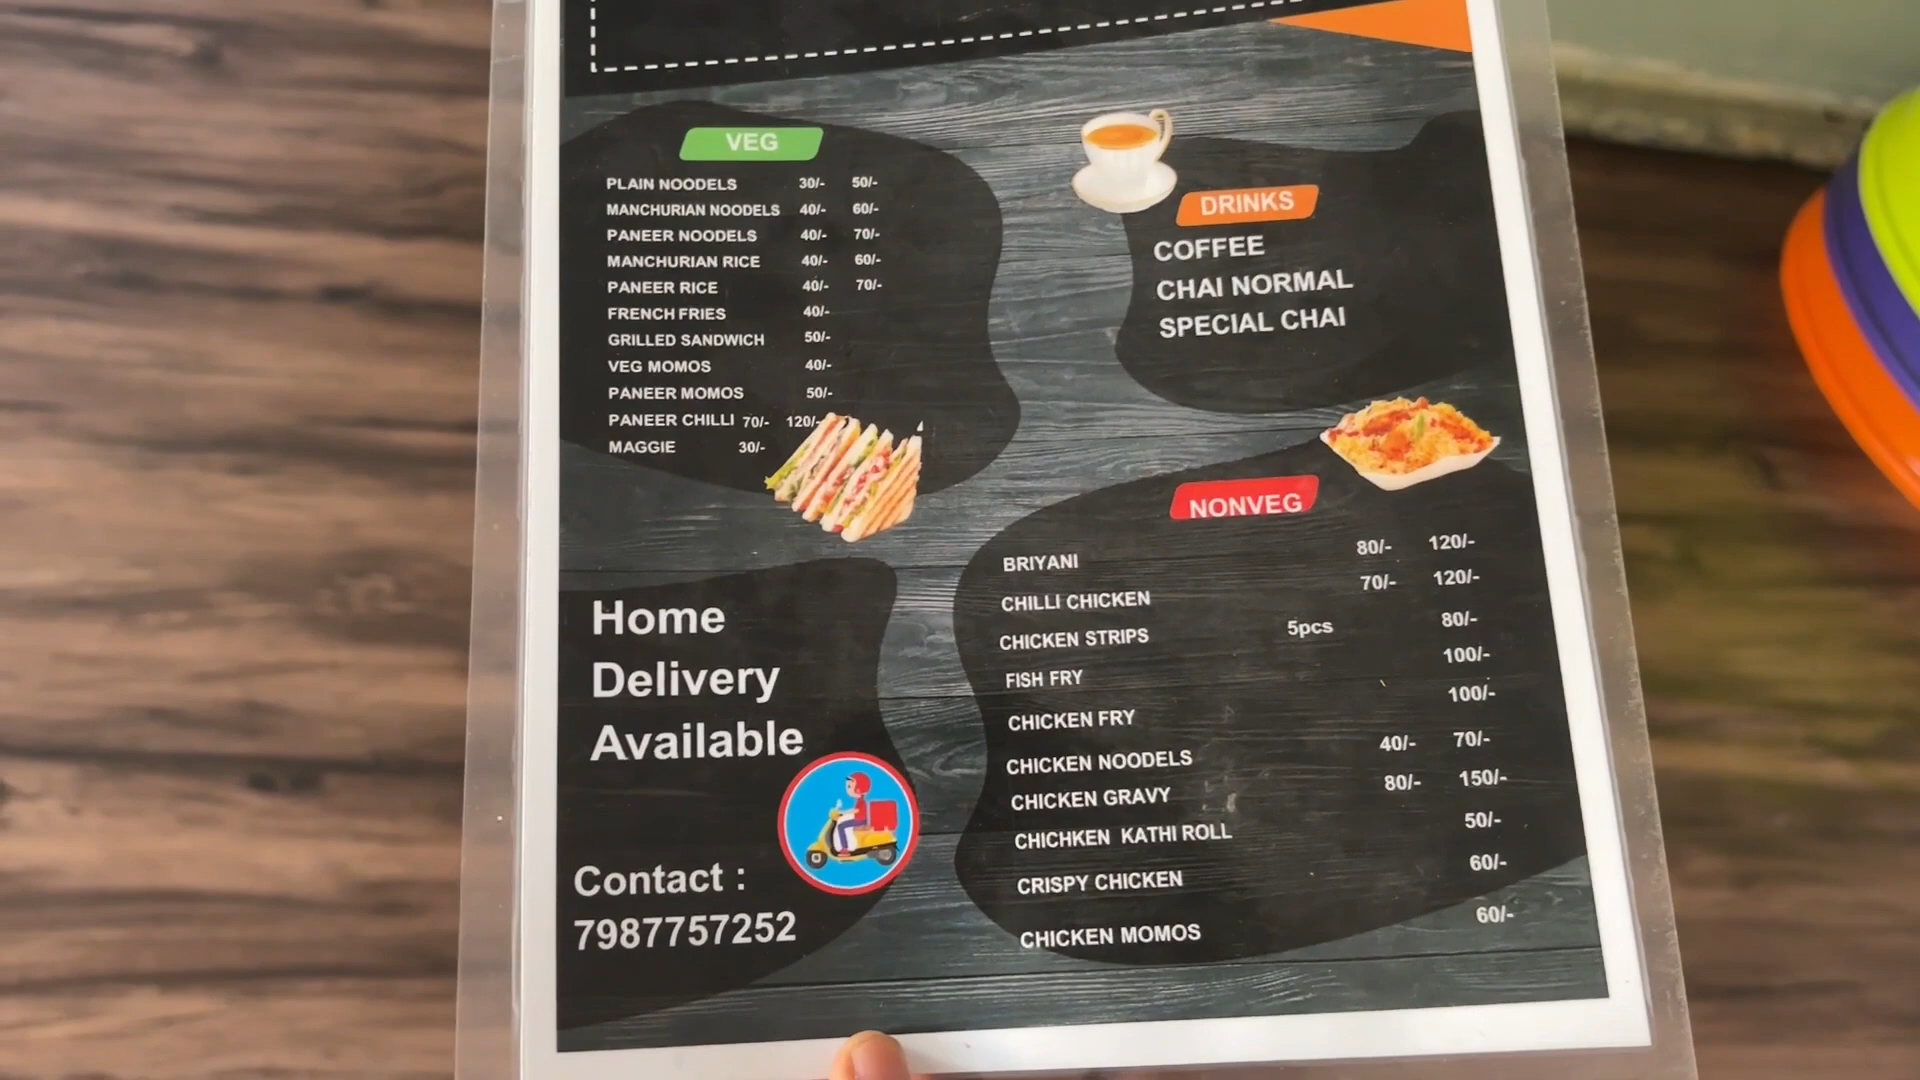 VEG
PLAIN NOODELS 30/- 50/-
MANCHURIAN NOODELS 40/- 60/-
PANEER NOODELS 40/- 70/-
MANCHURIAN RICE 40/- 60/-
PANEER RICE 40/- 70/-
FRENCH FRIES 40/-
GRILLED SANDWICH 50/-
VEG MOMOS 40/-
PANEER MOMOS 50/-
PANEER CHILLI 70/- 120/-
MAGGIE 30/-
DRINKS
COFFEE
CHAI NORMAL
SPECIAL CHAI
Home
Delivery
Available
Contact :
7987757252
NONVEG
BRIYANI 80/- 120/-
CHILLI CHICKEN 70/- 120/-
CHICKEN STRIPS 5pcs 80/-
FISH FRY 100/-
CHICKEN FRY 100/-
CHICKEN NOODELS 40/- 70/-
CHICKEN GRAVY 80/- 150/-
CHICHKEN KATHI ROLL 50/-
CRISPY CHICKEN 60/-
CHICKEN MOMOS 60/-